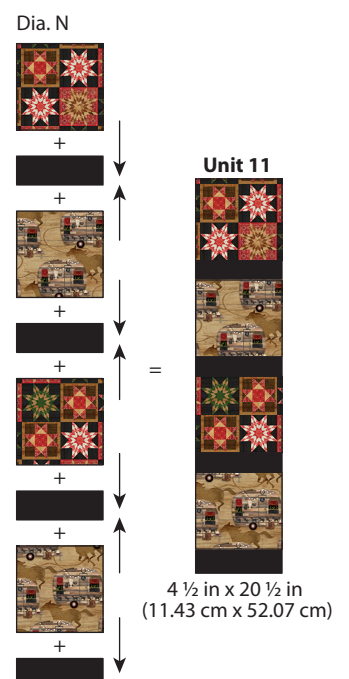 Dia. N
+
+
+
+
+
+
+
=
Unit 11
4 ½ in x 20 ½ in
(11.43 cm x 52.07 cm)